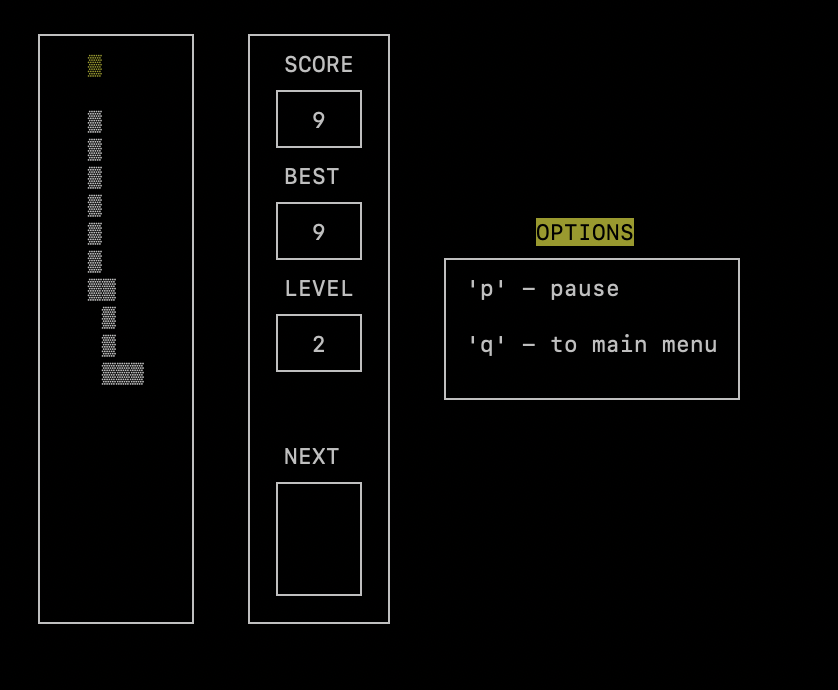 SCORE
9
BEST
9
LEVEL
2
NEXT
OPTIONS
'p' – pause
'q' – to main menu